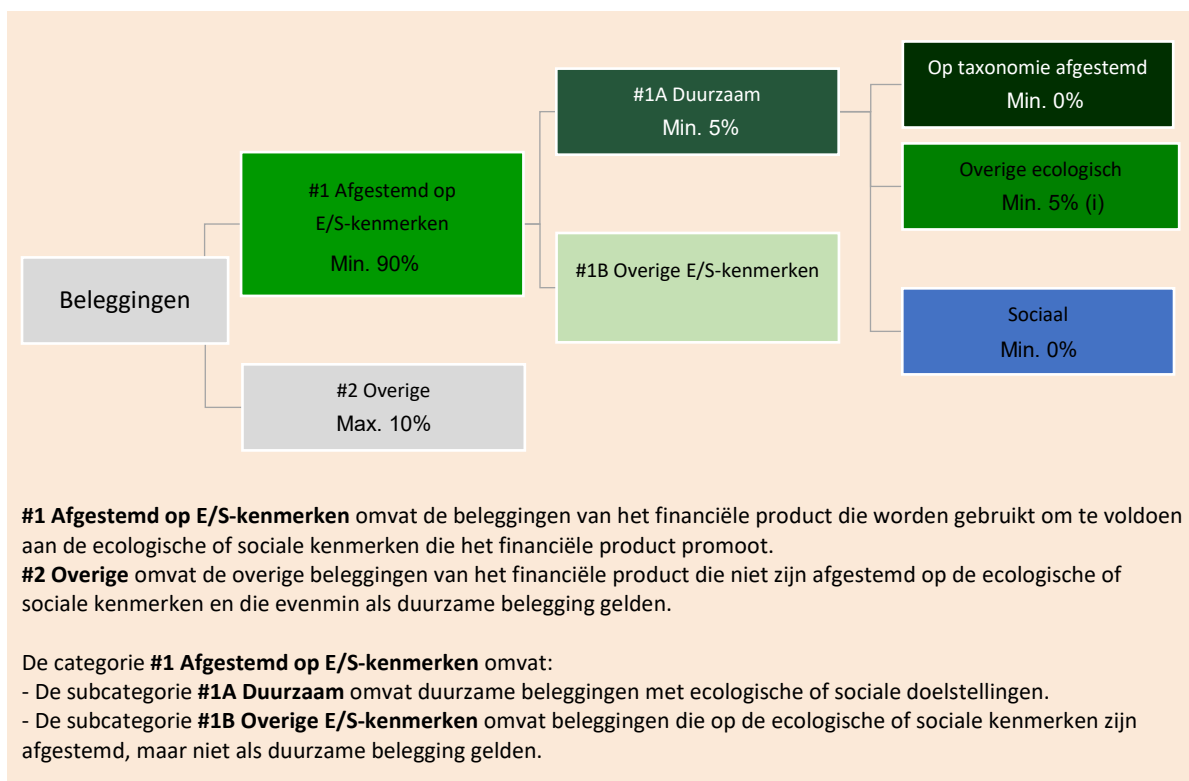 Beleggingen
#1 Afgestemd op
E/S-kenmerken
Min. 90%
#2 Overige
Max. 10%
#1A Duurzaam
Min. 5%
#1B Overige E/S-kenmerken
Op taxonomie afgestemd
Min. 0%
Overige ecologisch
Min. 5% (i)
Sociaal
Min. 0%
#1 Afgestemd op E/S-kenmerken omvat de beleggingen van het financiële product die worden gebruikt om te voldoen
aan de ecologische of sociale kenmerken die het financiële product promoot.
#2 Overige omvat de overige beleggingen van het financiële product die niet zijn afgestemd op de ecologische of
sociale kenmerken en die evenmin als duurzame belegging gelden.
De categorie #1 Afgestemd op E/S-kenmerken omvat:
- De subcategorie #1A Duurzaam omvat duurzame beleggingen met ecologische of sociale doelstellingen.
- De subcategorie #1B Overige E/S-kenmerken omvat beleggingen die op de ecologische of sociale kenmerken zijn
afgestemd, maar niet als duurzame belegging gelden.